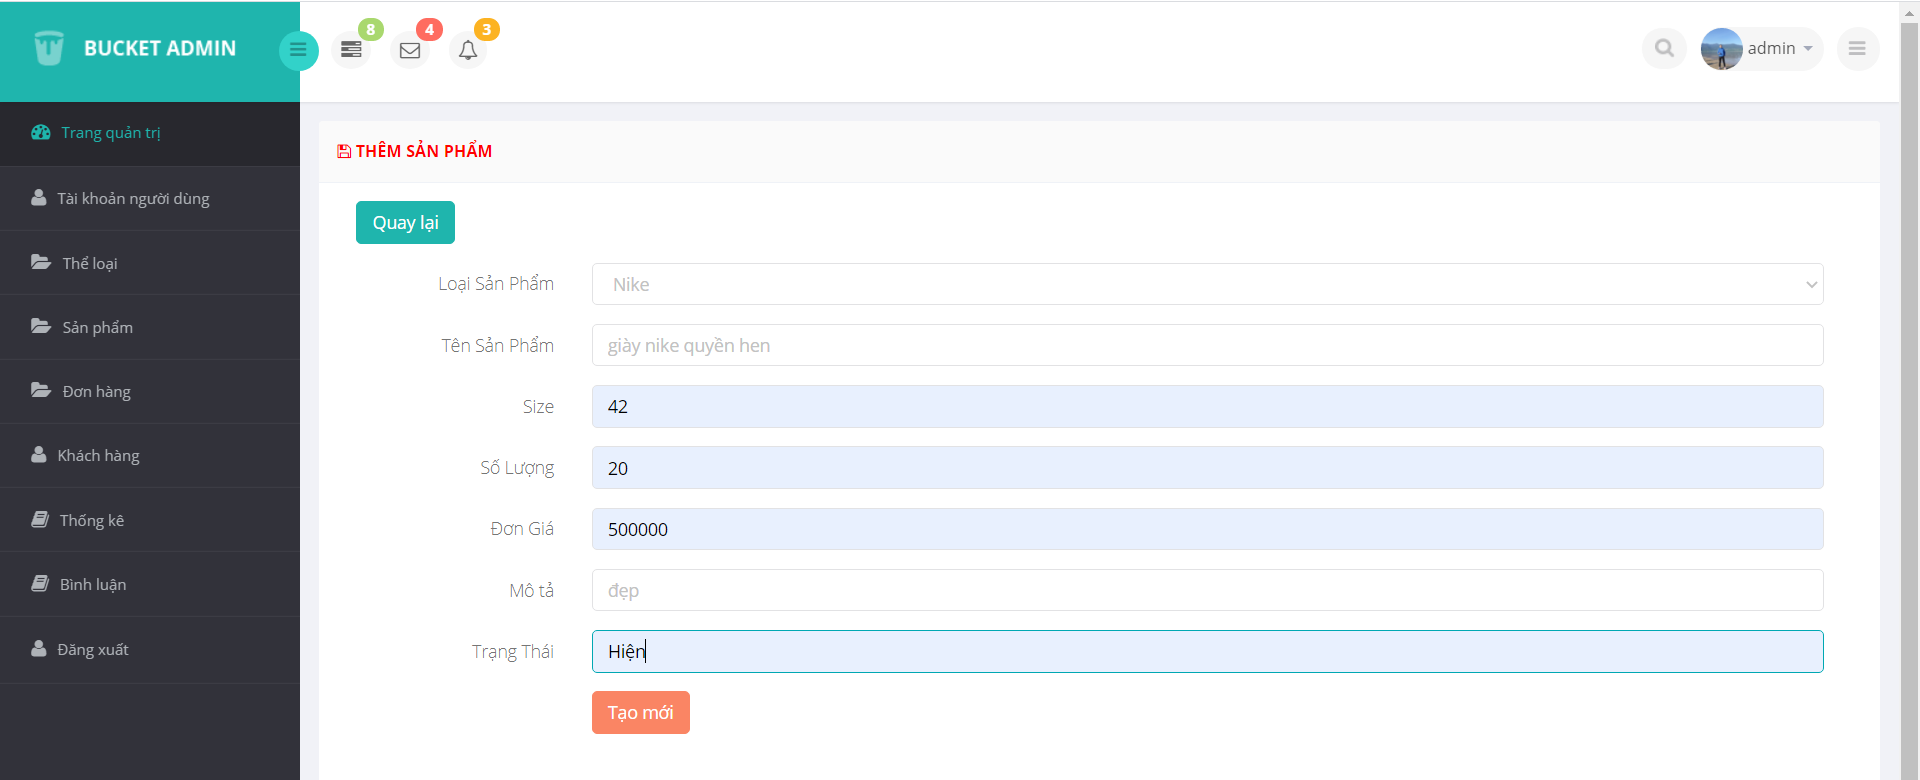 BUCKET ADMIN
8
4
3
admin
Trang quản trị
Tài khoản người dùng
Thể loại
Sản phẩm
Đơn hàng
Khách hàng
Thống kê
Bình luận
Đăng xuất
THÊM SẢN PHẨM
Quay lại
Loại Sản Phẩm
Nike
Tên Sản Phẩm
giày nike quyền hen
Size
42
Số Lượng
20
Đơn Giá
500000
Mô tả
đẹp
Trạng Thái
Hiện
Tạo mới